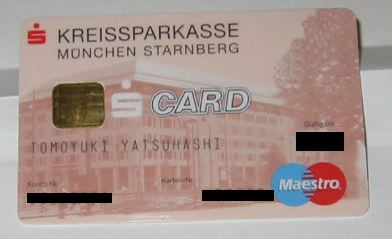 KREISSPARKASSE
MÜNCHEN STARNBERG
CARD
Gültig bis
TOMOYUKI YATSUHASHI
Konto-Nr.
Karten-Nr.
Maestro